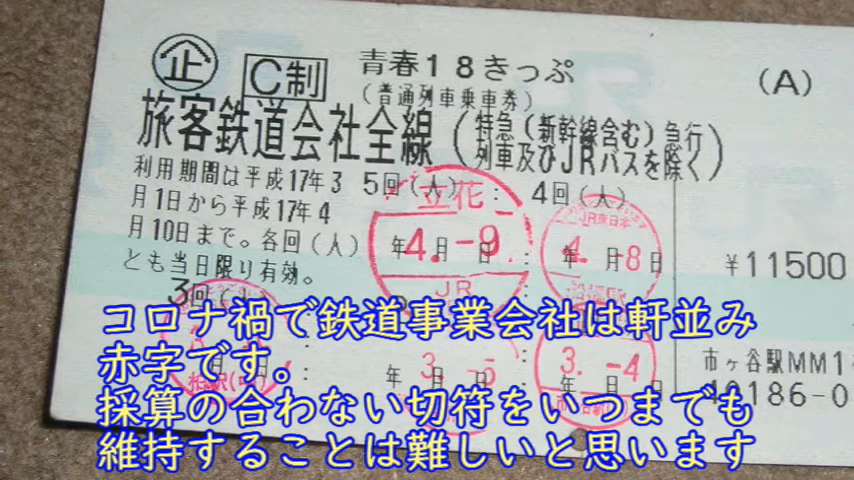 企 C制 青春18きっぷ (A)
(普通列車乗車券)
旅客鉄道会社全線(特急(新幹線含む)急行
列車及びJRバスを除く)
利用期間は平成17年3
月1日から平成17年4
月10日まで。各回(人)
とも当日限り有効。
5回(人) : 4回(人)
立花
年4.月-9.日
JR
JR東日本
4.年 月-8日
¥11500
3回
3.
年 月 日
3.-4
年 月 日
市ヶ谷駅MM1
40186-0
コロナ禍で鉄道事業会社は軒並み
赤字です。
採算の合わない切符をいつまでも
維持することは難しいと思います